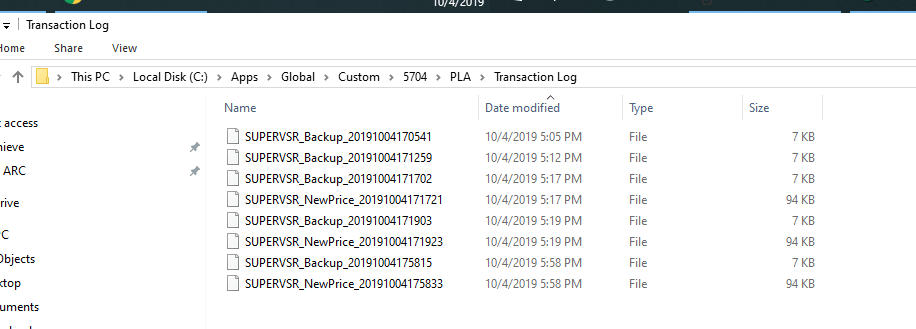 10/4/2019
Transaction Log
Home Share View
This PC > Local Disk (C:) > Apps > Global > Custom > 5704 > PLA > Transaction Log
Name Date modified Type Size
access
hieve
ARC
rive
PC
Objects
ktop
uments
SUPERVSR_Backup_20191004170541 10/4/2019 5:05 PM File 7 KB
SUPERVSR_Backup_20191004171259 10/4/2019 5:12 PM File 7 KB
SUPERVSR_Backup_20191004171702 10/4/2019 5:17 PM File 7 KB
SUPERVSR_NewPrice_20191004171721 10/4/2019 5:17 PM File 94 KB
SUPERVSR_Backup_20191004171903 10/4/2019 5:19 PM File 7 KB
SUPERVSR_NewPrice_20191004171923 10/4/2019 5:19 PM File 94 KB
SUPERVSR_Backup_20191004175815 10/4/2019 5:58 PM File 7 KB
SUPERVSR_NewPrice_20191004175833 10/4/2019 5:58 PM File 94 KB